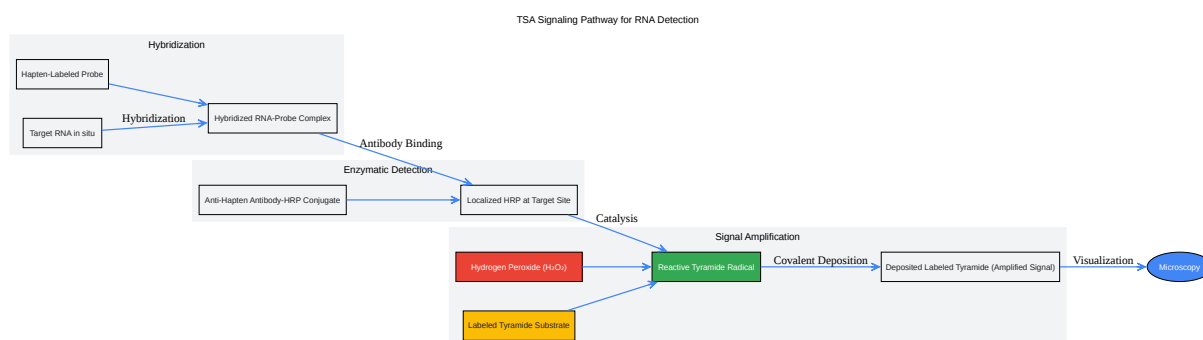 TSA Signaling Pathway for RNA Detection
Hybridization
Hapten-Labeled Probe
Target RNA in situ
Hybridization
Hybridized RNA-Probe Complex
Antibody Binding
Enzymatic Detection
Anti-Hapten Antibody-HRP Conjugate
Localized HRP at Target Site
Catalysis
Signal Amplification
Hydrogen Peroxide (H₂O₂)
Labeled Tyramide Substrate
Reactive Tyramide Radical
Covalent Deposition
Deposited Labeled Tyramide (Amplified Signal)
Visualization
Microscopy